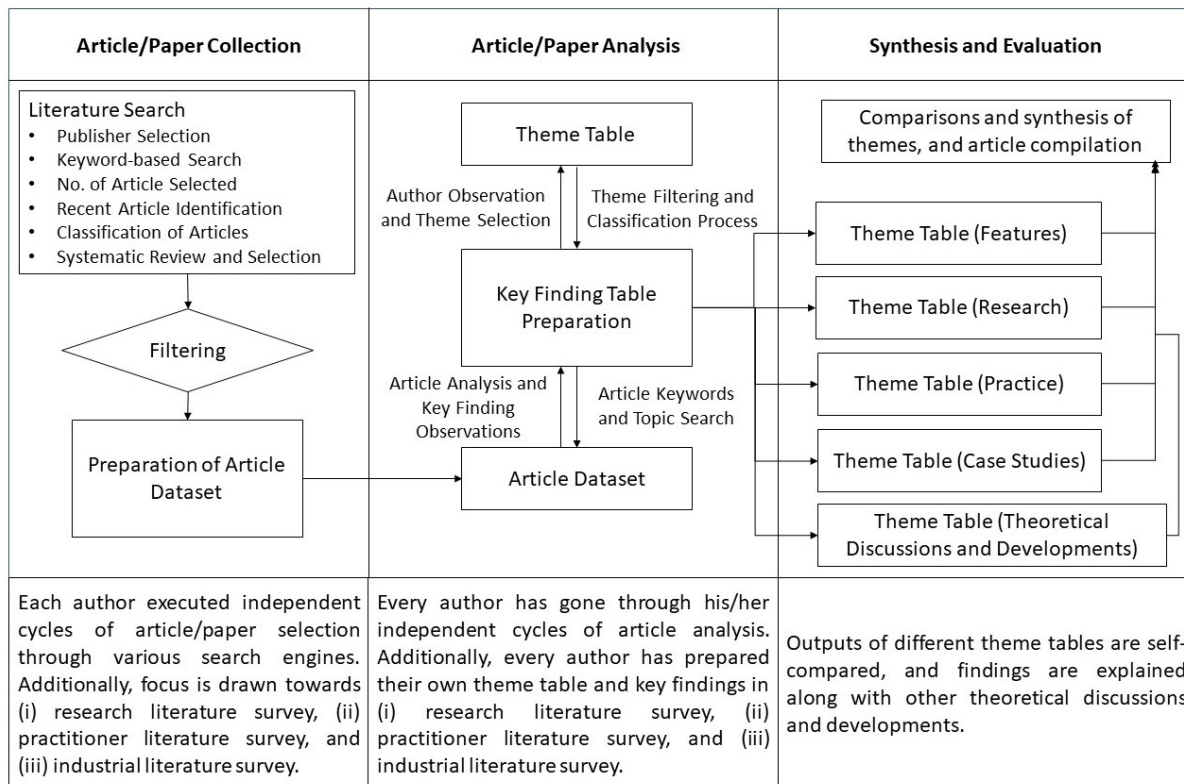 Article/Paper Collection
Article/Paper Analysis
Synthesis and Evaluation
Literature Search
• Publisher Selection
• Keyword-based Search
• No. of Article Selected
• Recent Article Identification
• Classification of Articles
• Systematic Review and Selection
Filtering
Preparation of Article
Dataset
Theme Table
Author Observation
and Theme Selection
Theme Filtering and
Classification Process
Key Finding Table
Preparation
Article Analysis and
Key Finding
Observations
Article Keywords
and Topic Search
Article Dataset
Comparisons and synthesis of
themes, and article compilation
Theme Table (Features)
Theme Table (Research)
Theme Table (Practice)
Theme Table (Case Studies)
Theme Table (Theoretical
Discussions and Developments)
Each author executed independent
cycles of article/paper selection
through various search engines.
Additionally, focus is drawn towards
(i) research literature survey, (ii)
practitioner literature survey, and
(iii) industrial literature survey.
Every author has gone through his/her
independent cycles of article analysis.
Additionally, every author has prepared
their own theme table and key findings in
(i) research literature survey, (ii)
practitioner literature survey, and (iii)
industrial literature survey.
Outputs of different theme tables are self-
compared, and findings are explained
along with other theoretical discussions
and developments.